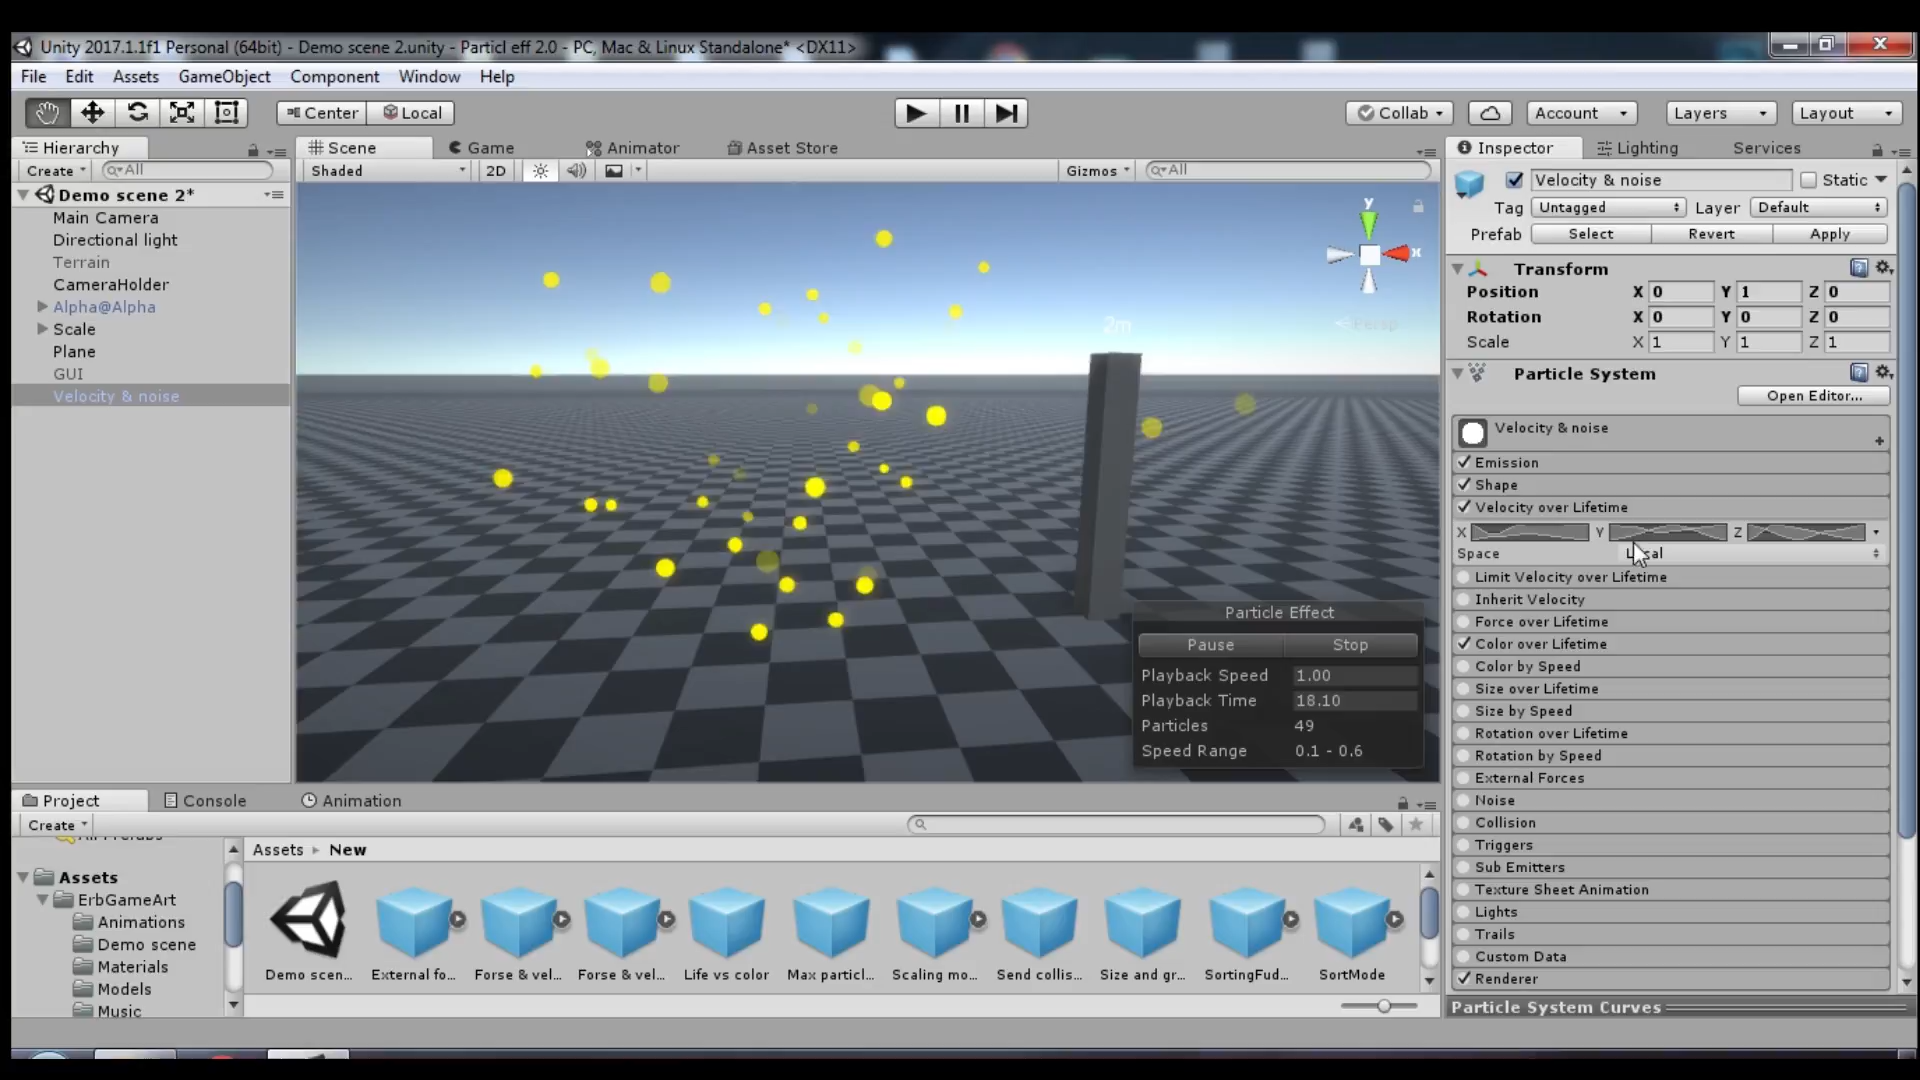 Unity 2017.1.1f1 Personal (64bit) - Demo scene 2.unity - Particl eff 2.0 - PC, Mac & Linux Standalone* <DX11>
File Edit Assets GameObject Component Window Help
Center Local Collab Account Layers Layout
Hierarchy
Create All
Demo scene 2*
Main Camera
Directional light
Terrain
CameraHolder
Alpha@Alpha
Scale
Plane
GUI
Velocity & noise
Scene Game Animator Asset Store
Shaded 2D Gizmos All
y
x
Persp
2m
Particle Effect
Pause Stop
Playback Speed 1.00
Playback Time 18.10
Particles 49
Speed Range 0.1 - 0.6
Inspector Lighting Services
Velocity & noise Static
Tag Untagged Layer Default
Prefab Select Revert Apply
Transform
Position X 0 Y 1 Z 0
Rotation X 0 Y 0 Z 0
Scale X 1 Y 1 Z 1
Particle System
Open Editor...
Velocity & noise
Emission
Shape
Velocity over Lifetime
X Y Z
Space Local
Limit Velocity over Lifetime
Inherit Velocity
Force over Lifetime
Color over Lifetime
Color by Speed
Size over Lifetime
Size by Speed
Rotation over Lifetime
Rotation by Speed
External Forces
Noise
Collision
Triggers
Sub Emitters
Texture Sheet Animation
Lights
Trails
Custom Data
Renderer
Particle System Curves
Project Console Animation
Create
Assets
ErbGameArt
Animations
Demo scene
Materials
Models
Music
Assets New
Demo scen... External fo... Forse & vel... Forse & vel... Life vs color Max particl... Scaling mo... Send collis... Size and gr... SortingFud... SortMode